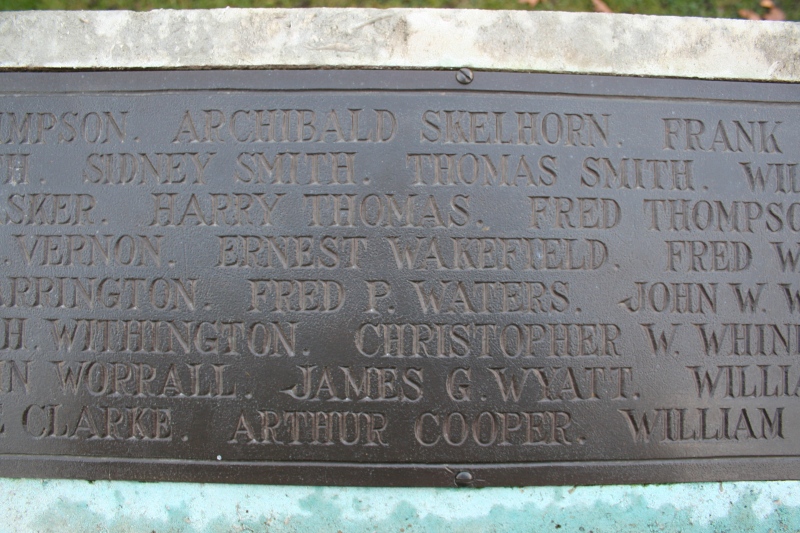 IMPSON. ARCHIBALD SKELHORN. FRANK
H. SIDNEY SMITH. THOMAS SMITH. WIL
SKER. HARRY THOMAS. FRED THOMPSO
. VERNON. ERNEST WAKEFIELD. FRED W
ARRINGTON. FRED P. WATERS. JOHN W. W
H. WITHINGTON. CHRISTOPHER W. WHIN
N WORRALL. JAMES G. WYATT. WILLIA
E CLARKE. ARTHUR COOPER. WILLIAM